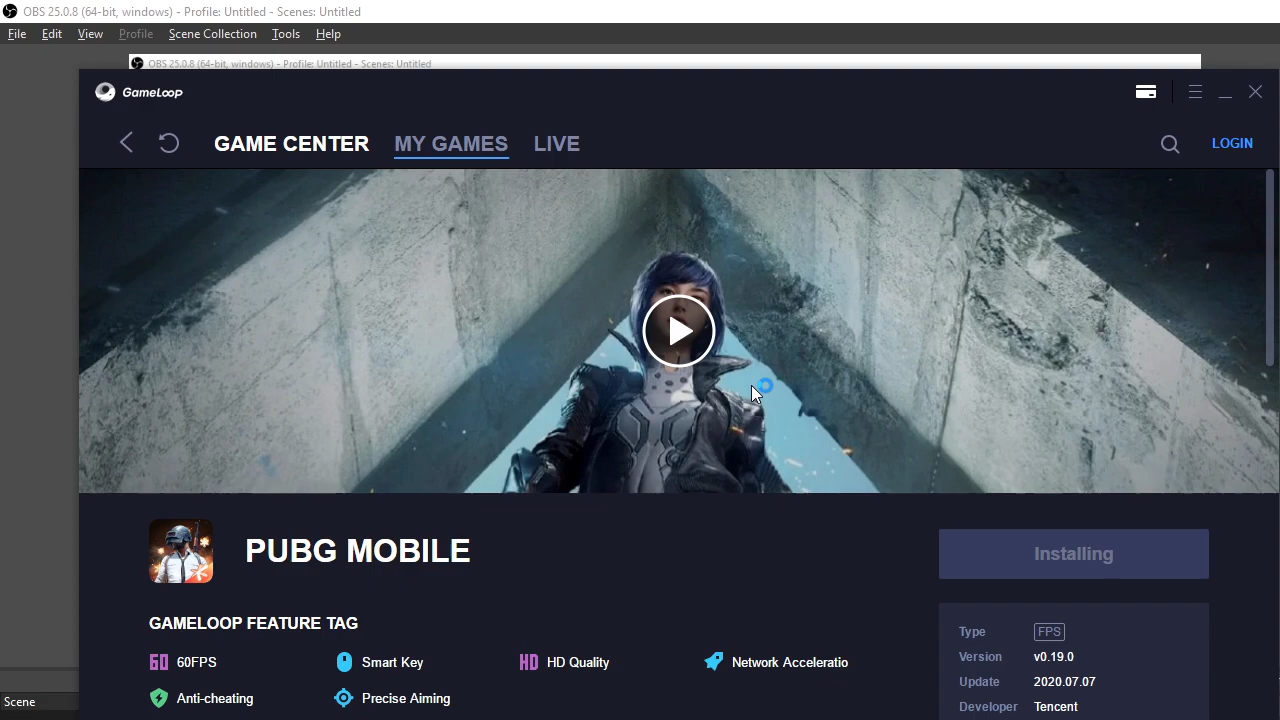 OBS 25.0.8 (64-bit, windows) - Profile: Untitled - Scenes: Untitled
File Edit View Profile Scene Collection Tools Help
OBS 25.0.8 (64-bit, windows) - Profile: Untitled - Scenes: Untitled
GameLoop
GAME CENTER MY GAMES LIVE LOGIN
PUBG MOBILE
Installing
GAMELOOP FEATURE TAG
60 60FPS Smart Key HD HD Quality Network Acceleratio
Anti-cheating Precise Aiming
Type FPS
Version v0.19.0
Update 2020.07.07
Developer Tencent
Scene